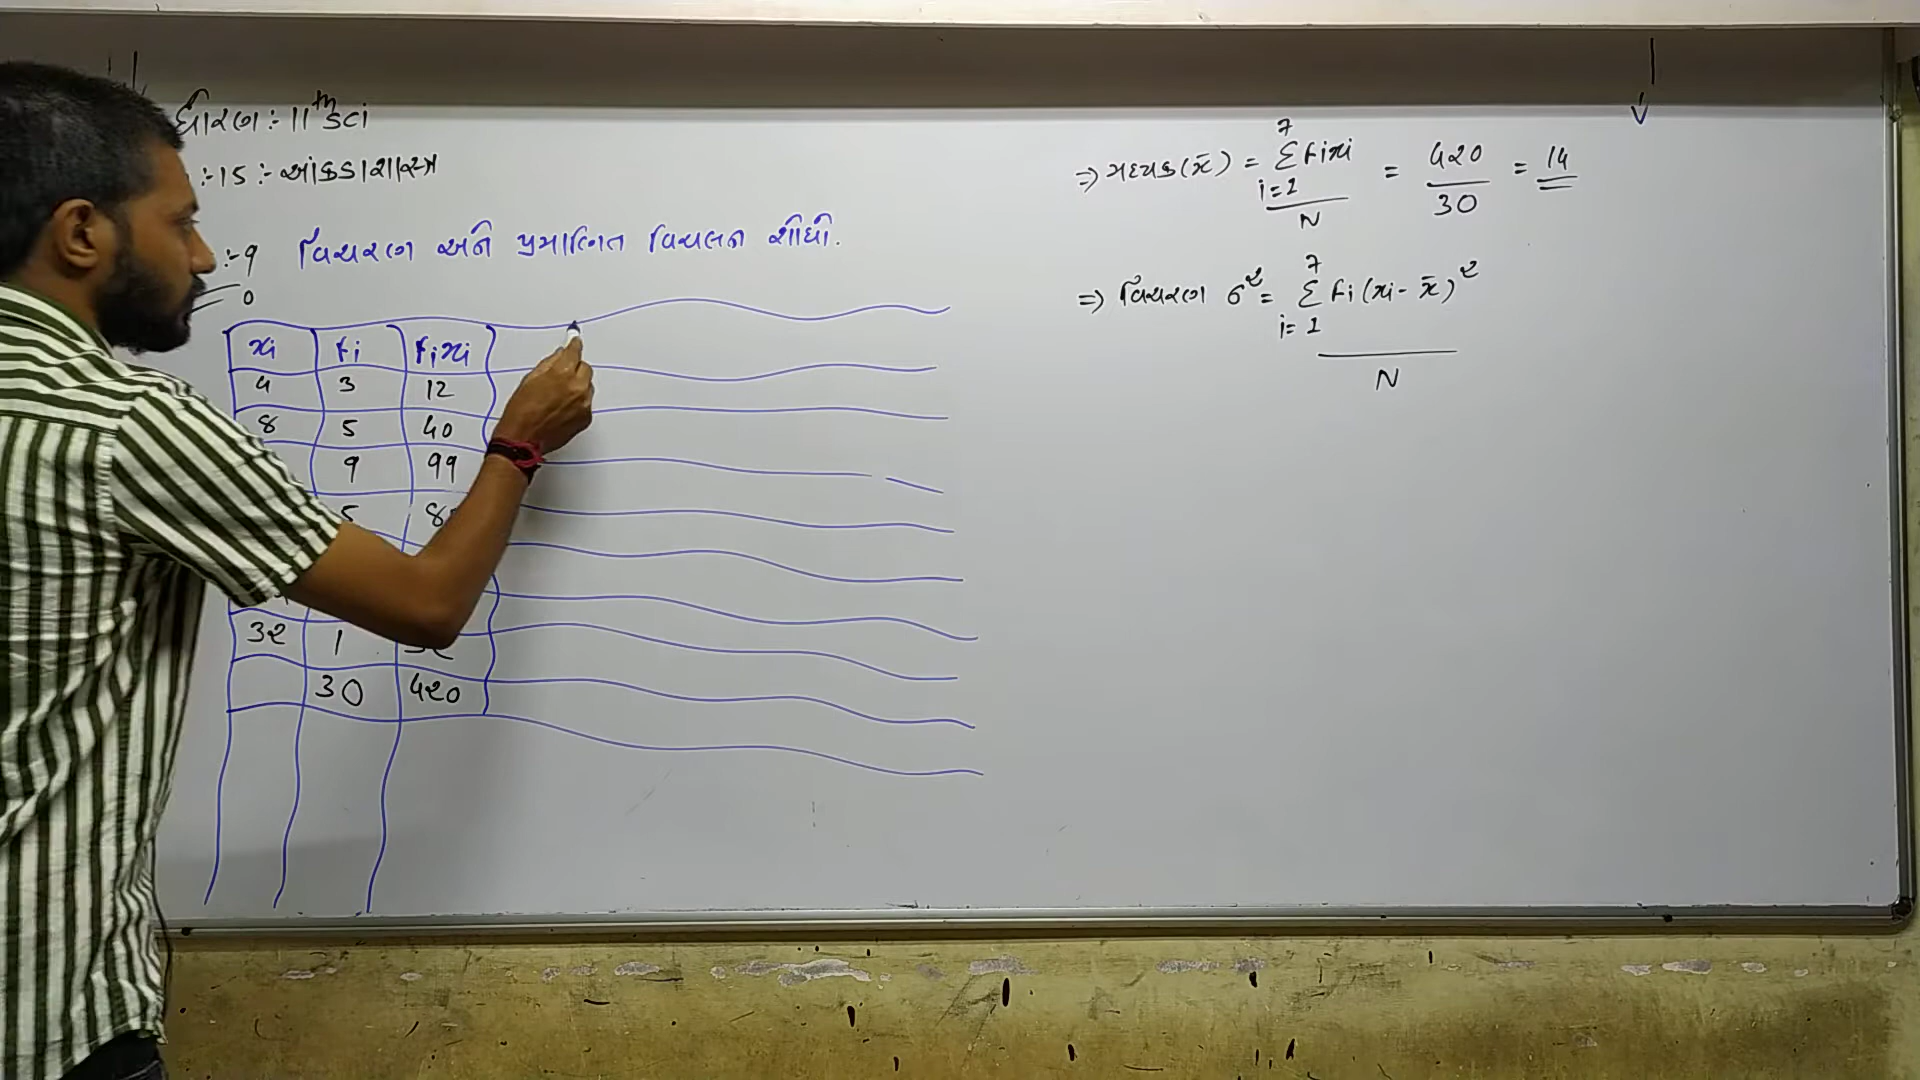 ધોરણ :- 11th Sci
:- 15 :- આંકડાશાસ્ત્ર
:- 9 વિચરણ અને પ્રમાણિત વિચલન શોધો.
xi fi fixi
4 3 12
8 5 40
9 99
5
32 1
30 420
⇒ મધ્યક (x̄) = 7 Σ i=1 fixi / N = 420 / 30 = 14
⇒ વિચરણ σ² = 7 Σ i=1 fi (xi - x̄)² / N